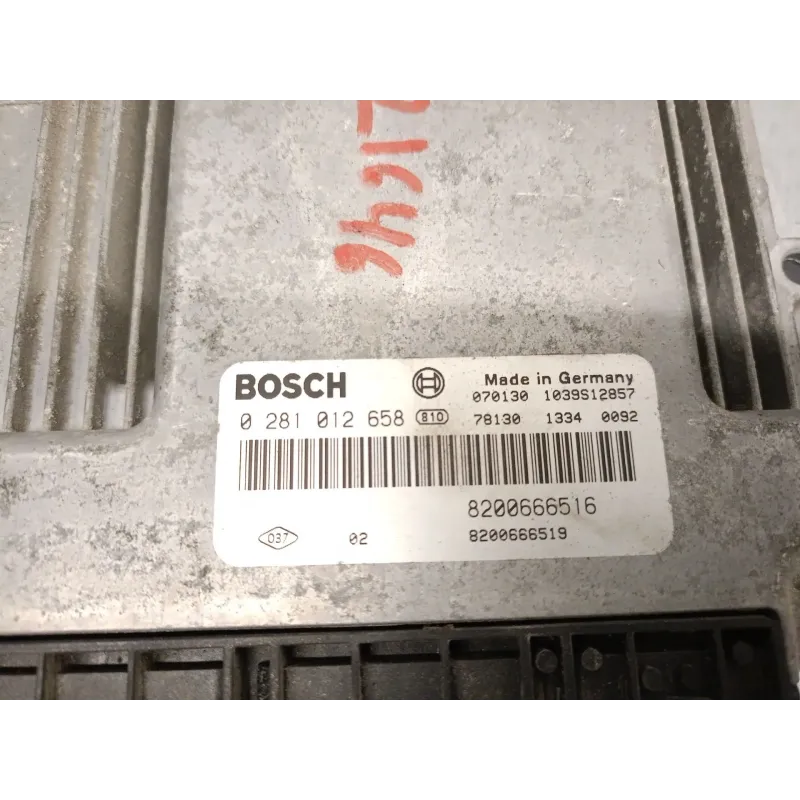 BOSCH Made in Germany
070130 1039S12857
0 281 012 658 810 78130 1334 0092
8200666516
037 02 8200666519